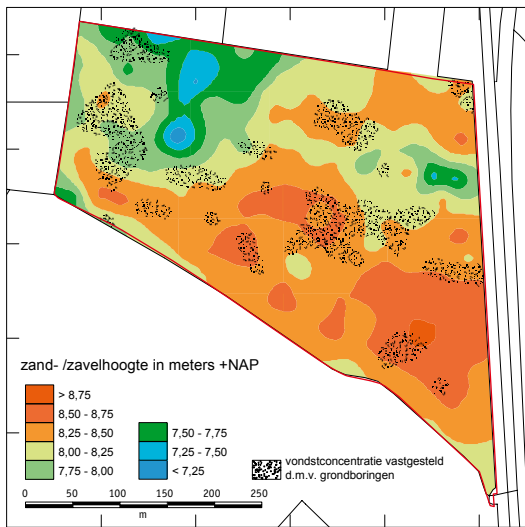 zand- /zavelhoogte in meters +NAP
> 8,75
8,50 - 8,75
8,25 - 8,50
8,00 - 8,25
7,75 - 8,00
7,50 - 7,75
7,25 - 7,50
< 7,25
vondstconcentratie vastgesteld
d.m.v. grondboringen
0 50 100 150 200 250
m